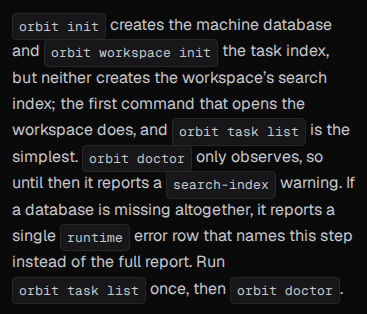 orbit init creates the machine database
and orbit workspace init the task index,
but neither creates the workspace’s search
index; the first command that opens the
workspace does, and orbit task list is the
simplest. orbit doctor only observes, so
until then it reports a search-index warning. If
a database is missing altogether, it reports a
single runtime error row that names this step
instead of the full report. Run
orbit task list once, then orbit doctor.